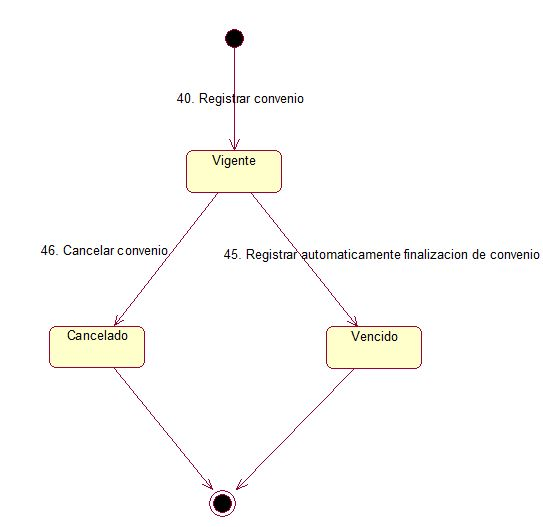 40. Registrar convenio
Vigente
46. Cancelar convenio
45. Registrar automaticamente finalizacion de convenio
Cancelado
Vencido